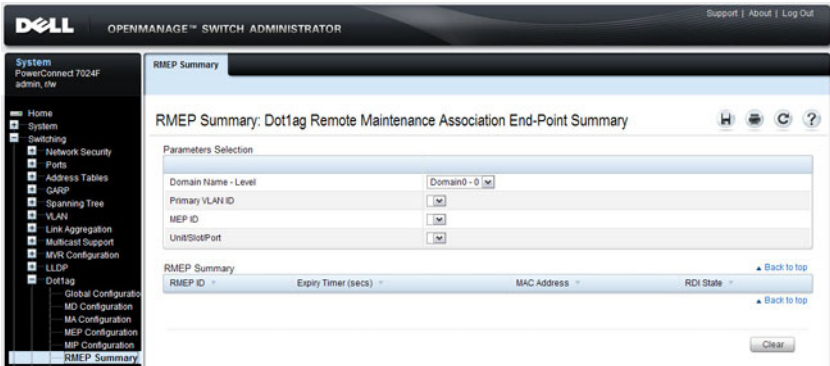 DELL
OPENMANAGE™ SWITCH ADMINISTRATOR
Support | About | Log Out
System
PowerConnect 7024F
admin, r/w
RMEP Summary
Home
System
Switching
Network Security
Ports
Address Tables
GARP
Spanning Tree
VLAN
Link Aggregation
Multicast Support
MVR Configuration
LLDP
Dot1ag
Global Configuratio
MD Configuration
MA Configuration
MEP Configuration
MIP Configuration
RMEP Summary
RMEP Summary: Dot1ag Remote Maintenance Association End-Point Summary
Parameters Selection
Domain Name - Level Domain0 - 0
Primary VLAN ID
MEP ID
Unit/Slot/Port
RMEP Summary
Back to top
RMEP ID Expiry Timer (secs) MAC Address RDI State
Back to top
Clear